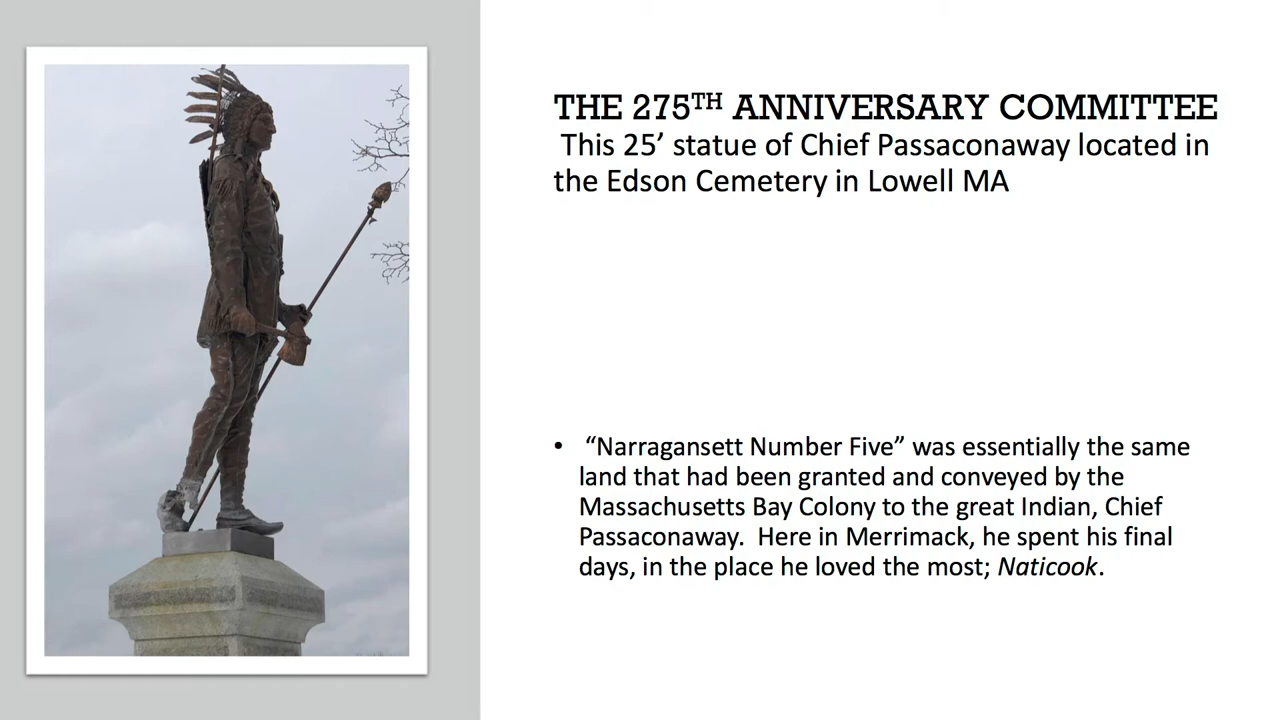 THE 275TH ANNIVERSARY COMMITTEE
This 25’ statue of Chief Passaconaway located in
the Edson Cemetery in Lowell MA
• “Narragansett Number Five” was essentially the same
land that had been granted and conveyed by the
Massachusetts Bay Colony to the great Indian, Chief
Passaconaway. Here in Merrimack, he spent his final
days, in the place he loved the most; Naticook.